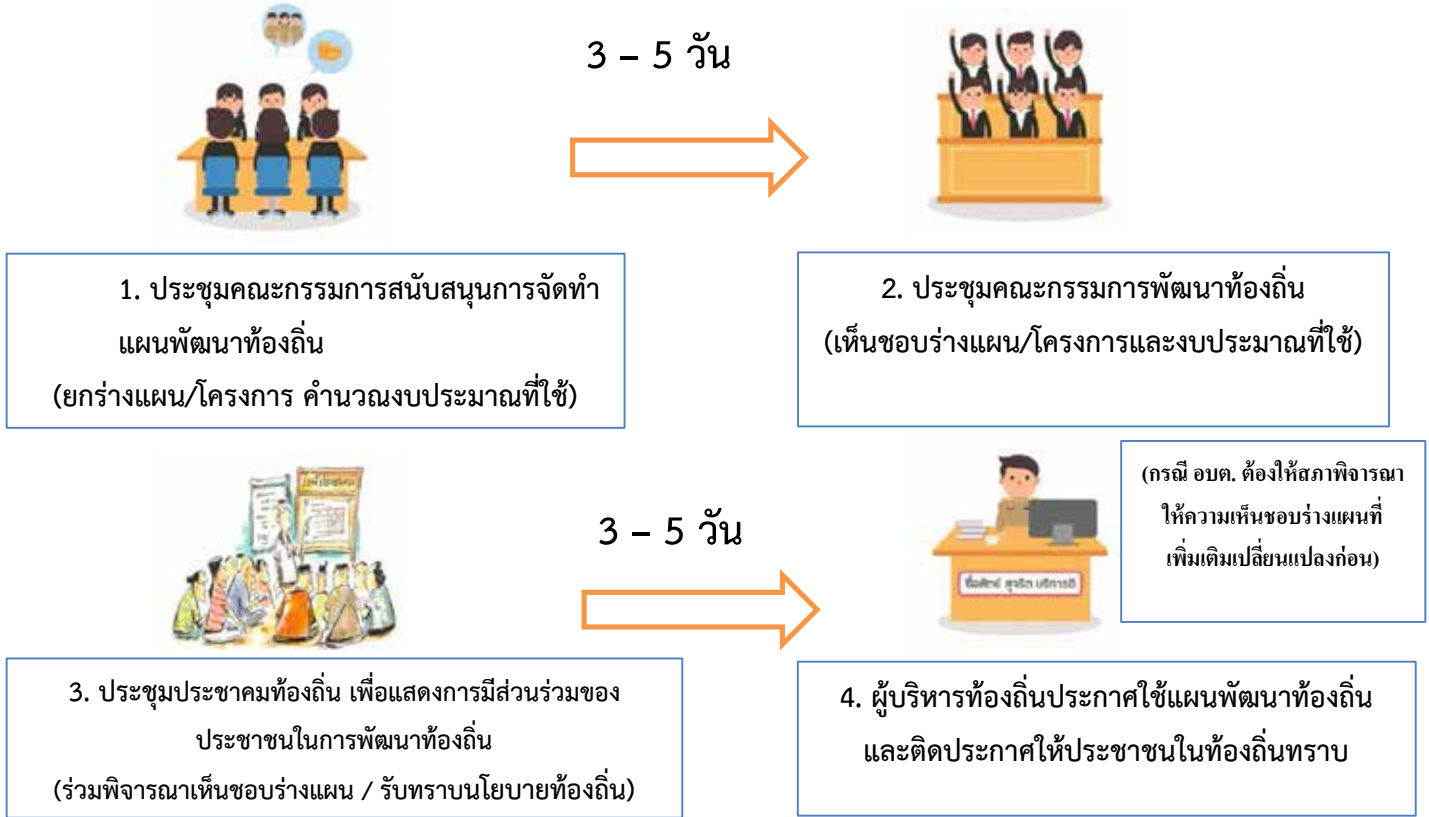 3 – 5 วัน
1. ประชุมคณะกรรมการสนับสนุนการจัดทำ
แผนพัฒนาท้องถิ่น
(ยกร่างแผน/โครงการ คำนวณงบประมาณที่ใช้)
2. ประชุมคณะกรรมการพัฒนาท้องถิ่น
(เห็นชอบร่างแผน/โครงการและงบประมาณที่ใช้)
3 – 5 วัน
ซื่อสัตย์ สุจริต บริการดี
(กรณี อบต. ต้องให้สภาพิจารณา
ให้ความเห็นชอบร่างแผนที่
เพิ่มเติมเปลี่ยนแปลงก่อน)
3. ประชุมประชาคมท้องถิ่น เพื่อแสดงการมีส่วนร่วมของ
ประชาชนในการพัฒนาท้องถิ่น
(ร่วมพิจารณาเห็นชอบร่างแผน / รับทราบนโยบายท้องถิ่น)
4. ผู้บริหารท้องถิ่นประกาศใช้แผนพัฒนาท้องถิ่น
และติดประกาศให้ประชาชนในท้องถิ่นทราบ